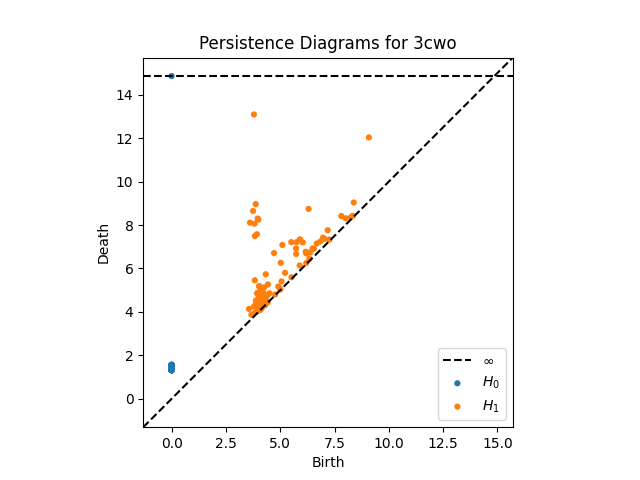 Persistence Diagrams for 3cwo
14
12
10
8
6
4
2
0
Death
0.0 2.5 5.0 7.5 10.0 12.5 15.0
Birth
∞
H₀
H₁